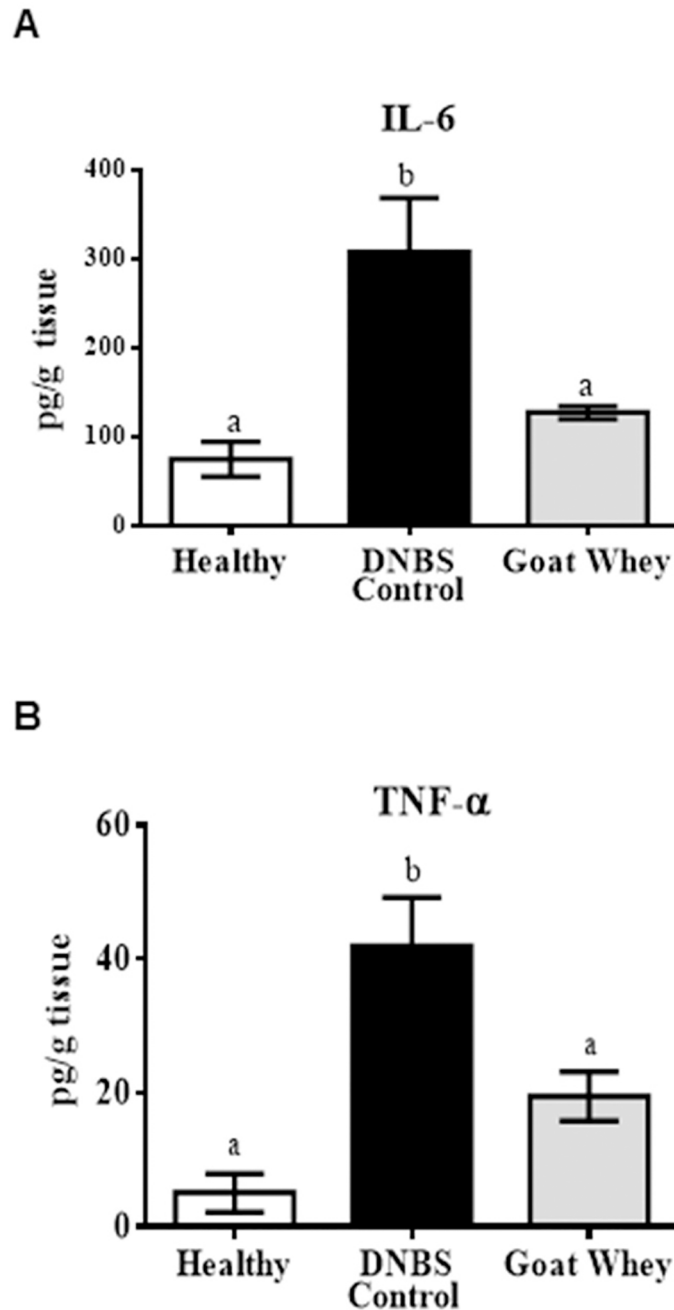 A
IL-6
400
300
200
100
0
pg/g tissue
a
b
a
Healthy
DNBS
Control
Goat Whey
B
TNF-α
60
40
20
0
pg/g tissue
a
b
a
Healthy
DNBS
Control
Goat Whey